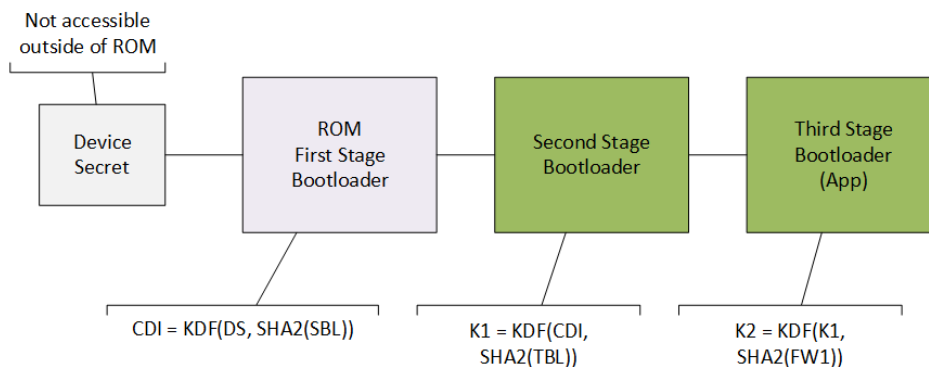 Not accessible
outside of ROM
Device
Secret
ROM
First Stage
Bootloader
Second Stage
Bootloader
Third Stage
Bootloader
(App)
CDI = KDF(DS, SHA2(SBL))
K1 = KDF(CDI,
SHA2(TBL))
K2 = KDF(K1,
SHA2(FW1))